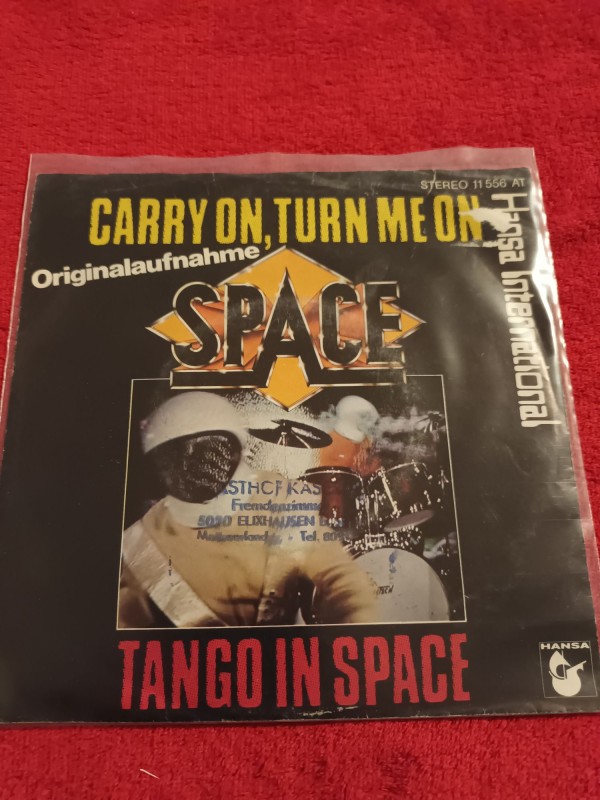 STEREO 11 556 AT
CARRY ON, TURN ME ON
Originalaufnahme
Hansa International
SPACE
Fremdenzimmer
5020 ELIXHAUSEN
Tel.
TANGO IN SPACE
HANSA